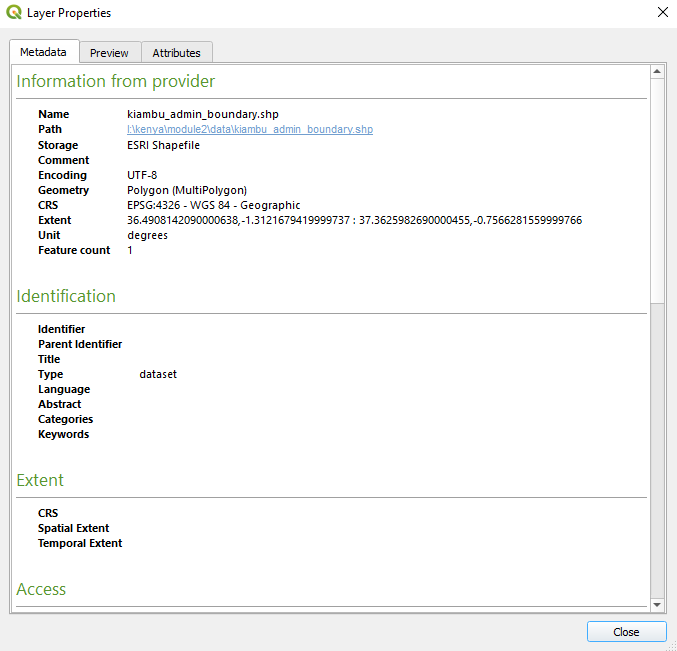 Layer Properties
Metadata Preview Attributes
Information from provider
Name kiambu_admin_boundary.shp
Path I:\kenya\module2\data\kiambu_admin_boundary.shp
Storage ESRI Shapefile
Comment
Encoding UTF-8
Geometry Polygon (MultiPolygon)
CRS EPSG:4326 - WGS 84 - Geographic
Extent 36.4908142090000638,-1.3121679419999737 : 37.3625982690000455,-0.7566281559999766
Unit degrees
Feature count 1
Identification
Identifier
Parent Identifier
Title
Type dataset
Language
Abstract
Categories
Keywords
Extent
CRS
Spatial Extent
Temporal Extent
Access
Close